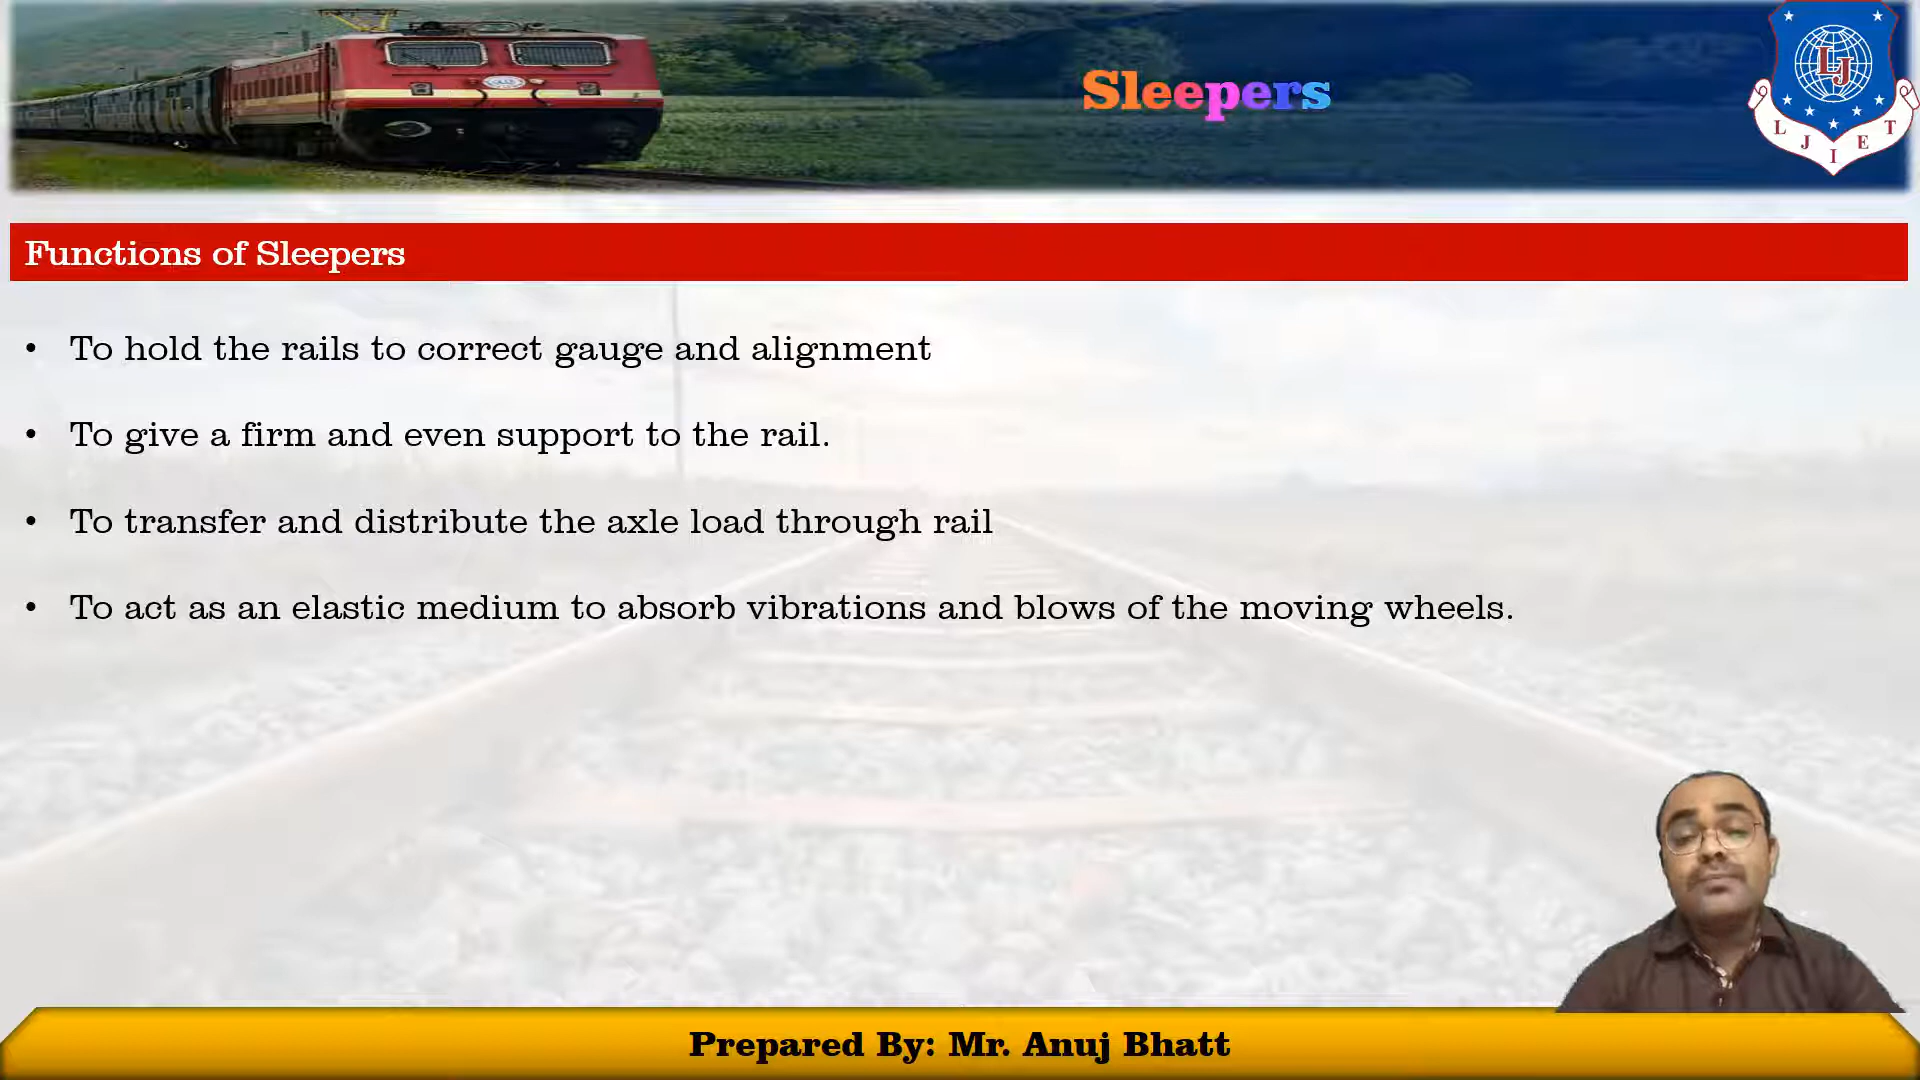 Sleepers
LJ
L J I E T
Functions of Sleepers
• To hold the rails to correct gauge and alignment
• To give a firm and even support to the rail.
• To transfer and distribute the axle load through rail
• To act as an elastic medium to absorb vibrations and blows of the moving wheels.
Prepared By: Mr. Anuj Bhatt